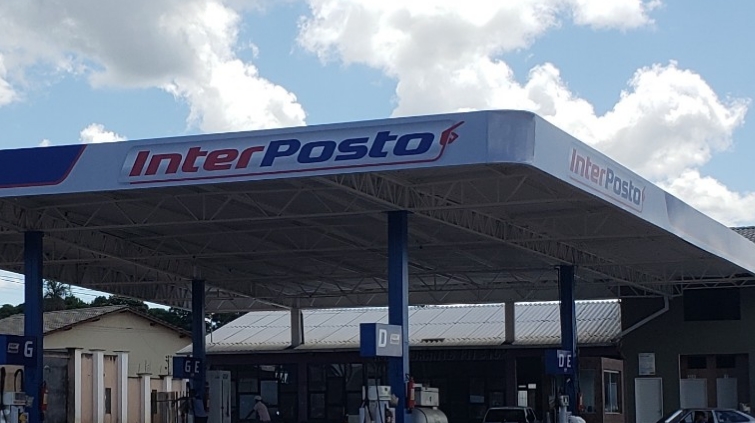 InterPosto
InterPosto
G
G E
D
D E